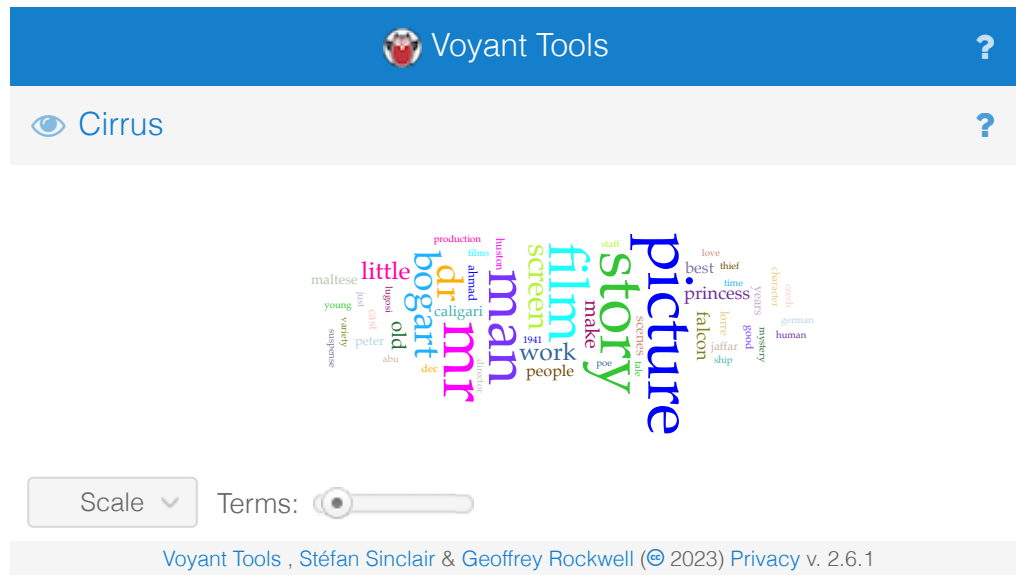 Voyant Tools ?
Cirrus ?
production
huston
films
maltese
little
bogart
dr
ahmad
man
screen
film
staff
story
picture
love
best
thief
time
princess
years
character
cast
just
lugosi
young
variety
suspense
old
peter
abu
caligari
mr
dec
director
1941
work
people
make
poe
scenes
tale
falcon
lorre
jaffar
ship
good
mystery
german
human
Scale Terms:
Voyant Tools , Stéfan Sinclair & Geoffrey Rockwell (2023) Privacy v. 2.6.1